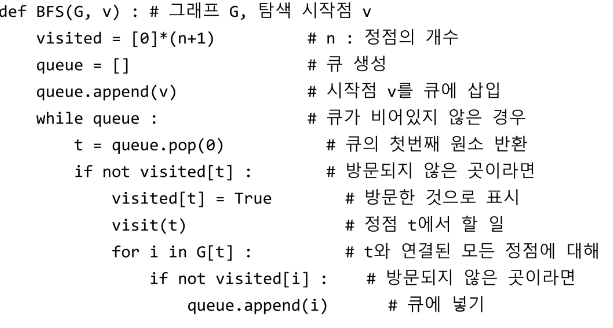 def BFS(G, v) : # 그래프 G, 탐색 시작점 v
    visited = [0]*(n+1)          # n : 정점의 개수
    queue = []                   # 큐 생성
    queue.append(v)              # 시작점 v를 큐에 삽입
    while queue :                # 큐가 비어있지 않은 경우
        t = queue.pop(0)           # 큐의 첫번째 원소 반환
        if not visited[t] :        # 방문되지 않은 곳이라면
            visited[t] = True        # 방문한 것으로 표시
            visit(t)                 # 정점 t에서 할 일
            for i in G[t] :          # t와 연결된 모든 정점에 대해
                if not visited[i] :    # 방문되지 않은 곳이라면
                    queue.append(i)      # 큐에 넣기